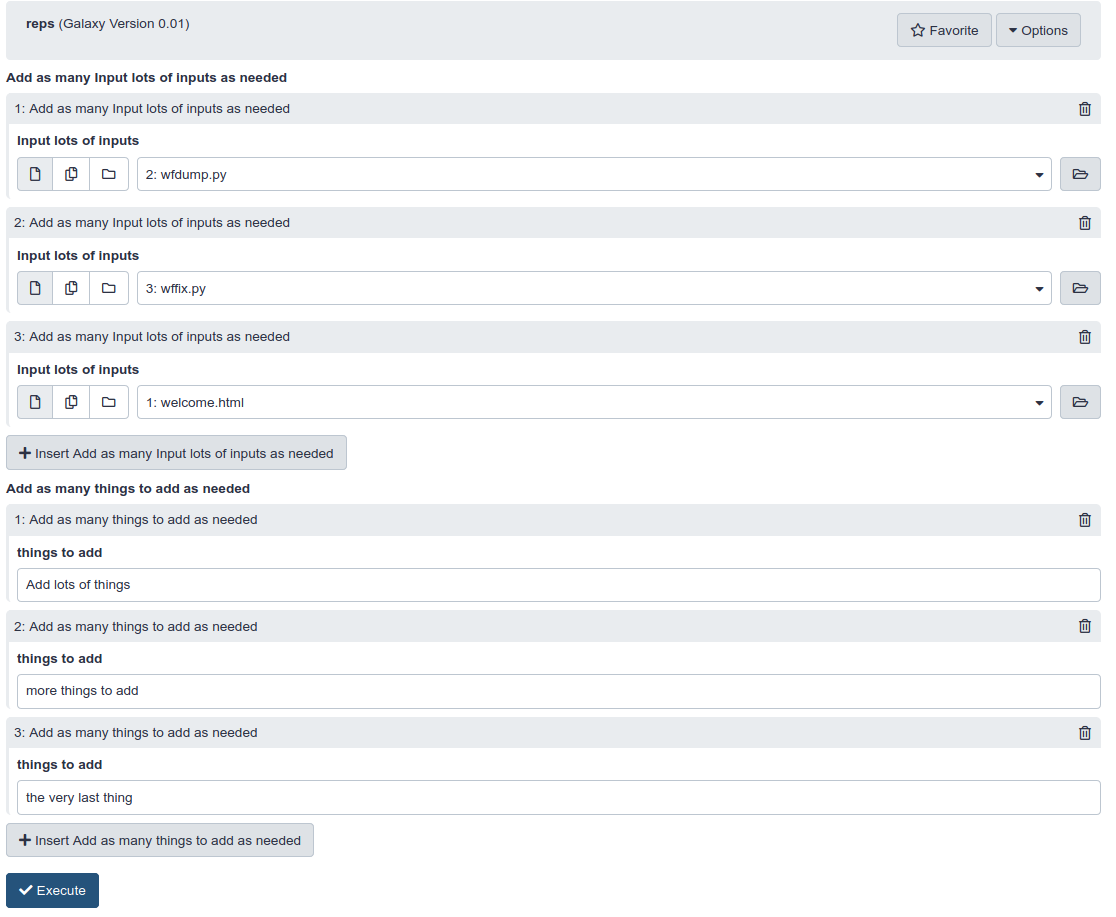 reps (Galaxy Version 0.01)
Favorite
Options
Add as many Input lots of inputs as needed
1: Add as many Input lots of inputs as needed
Input lots of inputs
2: wfdump.py
2: Add as many Input lots of inputs as needed
Input lots of inputs
3: wffix.py
3: Add as many Input lots of inputs as needed
Input lots of inputs
1: welcome.html
Insert Add as many Input lots of inputs as needed
Add as many things to add as needed
1: Add as many things to add as needed
things to add
Add lots of things
2: Add as many things to add as needed
things to add
more things to add
3: Add as many things to add as needed
things to add
the very last thing
Insert Add as many things to add as needed
Execute